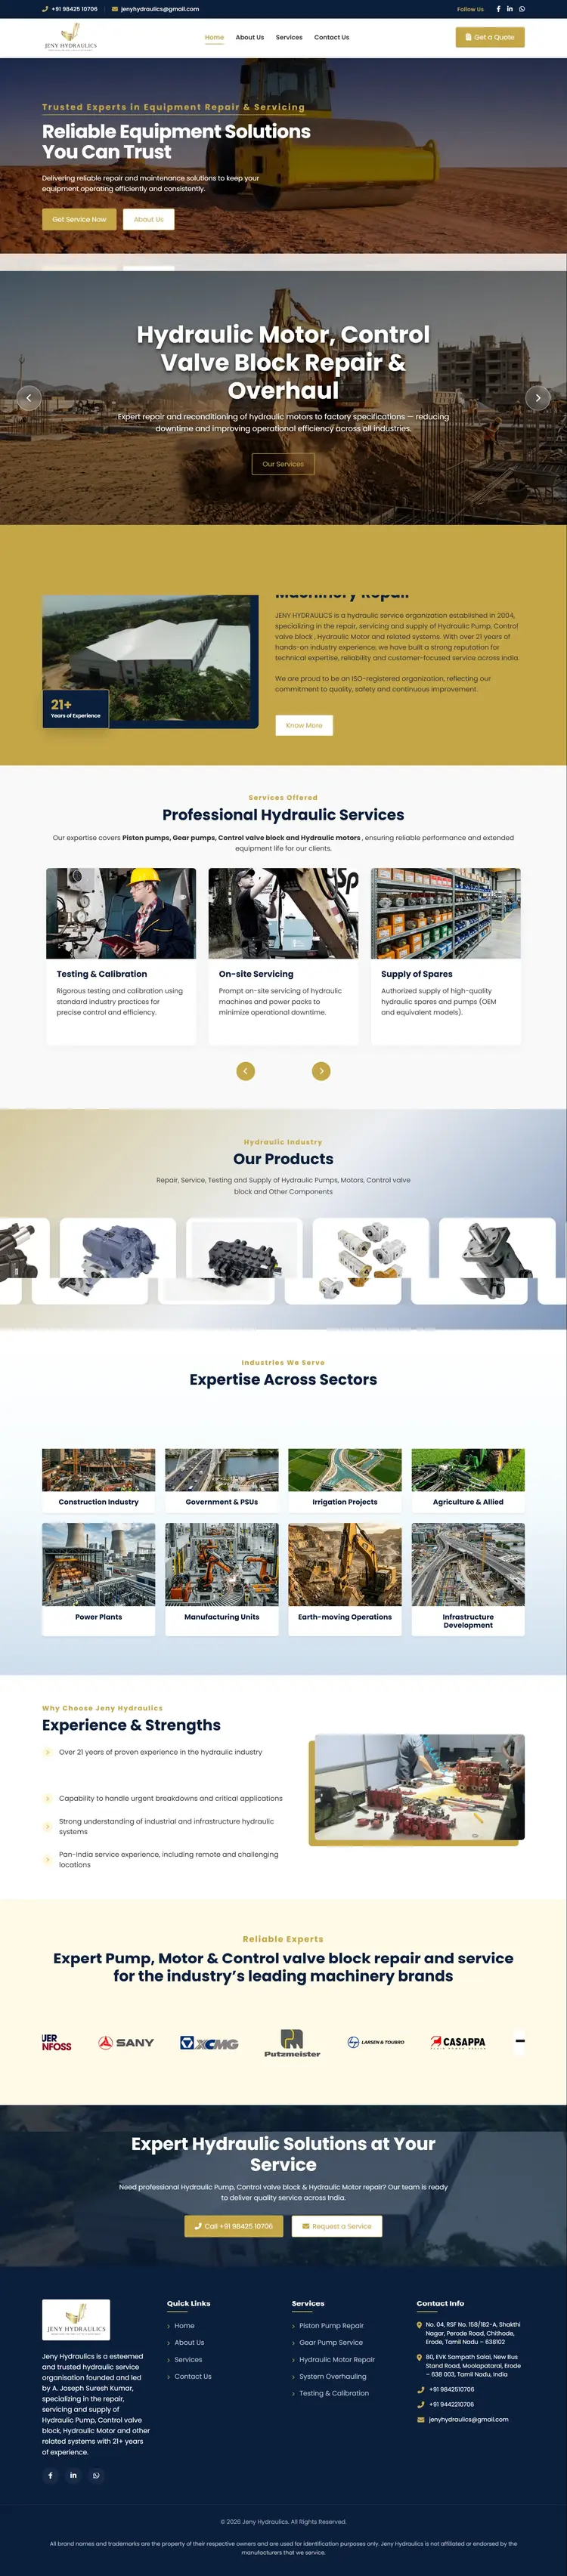 +91 98425 10706
jenyhydraulics@gmail.com
Follow Us
JENY HYDRAULICS
Home
About Us
Services
Contact Us
Get a Quote
Trusted Experts in Equipment Repair & Servicing
Reliable Equipment Solutions
You Can Trust
Delivering reliable repair and maintenance solutions to keep your
equipment operating efficiently and consistently.
Get Service Now
About Us
Hydraulic Motor, Control
Valve Block Repair &
Overhaul
Expert repair and reconditioning of hydraulic motors to factory specifications — reducing
downtime and improving operational efficiency across all industries.
Our Services
Machinery Repair
JENY HYDRAULICS is a hydraulic service organization established in 2004,
specializing in the repair, servicing and supply of Hydraulic Pump, Control
valve block , Hydraulic Motor and related systems. With over 21 years of
hands-on industry experience, we have built a strong reputation for
technical expertise, reliability and customer-focused service across india.
We are proud to be an ISO-registered organization, reflecting our
commitment to quality, safety and continuous improvement.
21+
Years of Experience
Know More
Services Offered
Professional Hydraulic Services
Our expertise covers Piston pumps, Gear pumps, Control valve block and Hydraulic motors , ensuring reliable performance and extended
equipment life for our clients.
Testing & Calibration
Rigorous testing and calibration using
standard industry practices for
precise control and efficiency.
On-site Servicing
Prompt on-site servicing of hydraulic
machines and power packs to
minimize operational downtime.
Supply of Spares
Authorized supply of high-quality
hydraulic spares and pumps (OEM
and equivalent models).
Hydraulic Industry
Our Products
Repair, Service, Testing and Supply of Hydraulic Pumps, Motors, Control valve
block and Other Components
Industries We Serve
Expertise Across Sectors
Construction Industry
Government & PSUs
Irrigation Projects
Agriculture & Allied
Power Plants
Manufacturing Units
Earth-moving Operations
Infrastructure
Development
Why Choose Jeny Hydraulics
Experience & Strengths
Over 21 years of proven experience in the hydraulic industry
Capability to handle urgent breakdowns and critical applications
Strong understanding of industrial and infrastructure hydraulic
systems
Pan-India service experience, including remote and challenging
locations
Reliable Experts
Expert Pump, Motor & Control valve block repair and service
for the industry's leading machinery brands
UER
NFOSS
SANY
XCMG
Putzmeister
LARSEN & TOUBRO
CASAPPA
FLUID POWER DESIGN
Expert Hydraulic Solutions at Your
Service
Need professional Hydraulic Pump, Control valve block & Hydraulic Motor repair? Our team is ready
to deliver quality service across India.
Call +91 98425 10706
Request a Service
JENY HYDRAULICS
Jeny Hydraulics is a esteemed
and trusted hydraulic service
organisation founded and led
by A. Joseph Suresh Kumar,
specializing in the repair,
servicing and supply of
Hydraulic Pump, Control valve
block, Hydraulic Motor and other
related systems with 21+ years
of experience.
Quick Links
Home
About Us
Services
Contact Us
Services
Piston Pump Repair
Gear Pump Service
Hydraulic Motor Repair
System Overhauling
Testing & Calibration
Contact Info
No. 04, RSF No. 158/182-A, Shakthi
Nagar, Perode Road, Chithode,
Erode, Tamil Nadu – 638102
80, EVK Sampath Salai, New Bus
Stand Road, Moolapatarai, Erode
– 638 003, Tamil Nadu, India
+91 9842510706
+91 9442210706
jenyhydraulics@gmail.com
© 2026 Jeny Hydraulics. All Rights Reserved.
All brand names and trademarks are the property of their respective owners and are used for identification purposes only. Jeny Hydraulics is not affiliated or endorsed by the
manufacturers that we service.